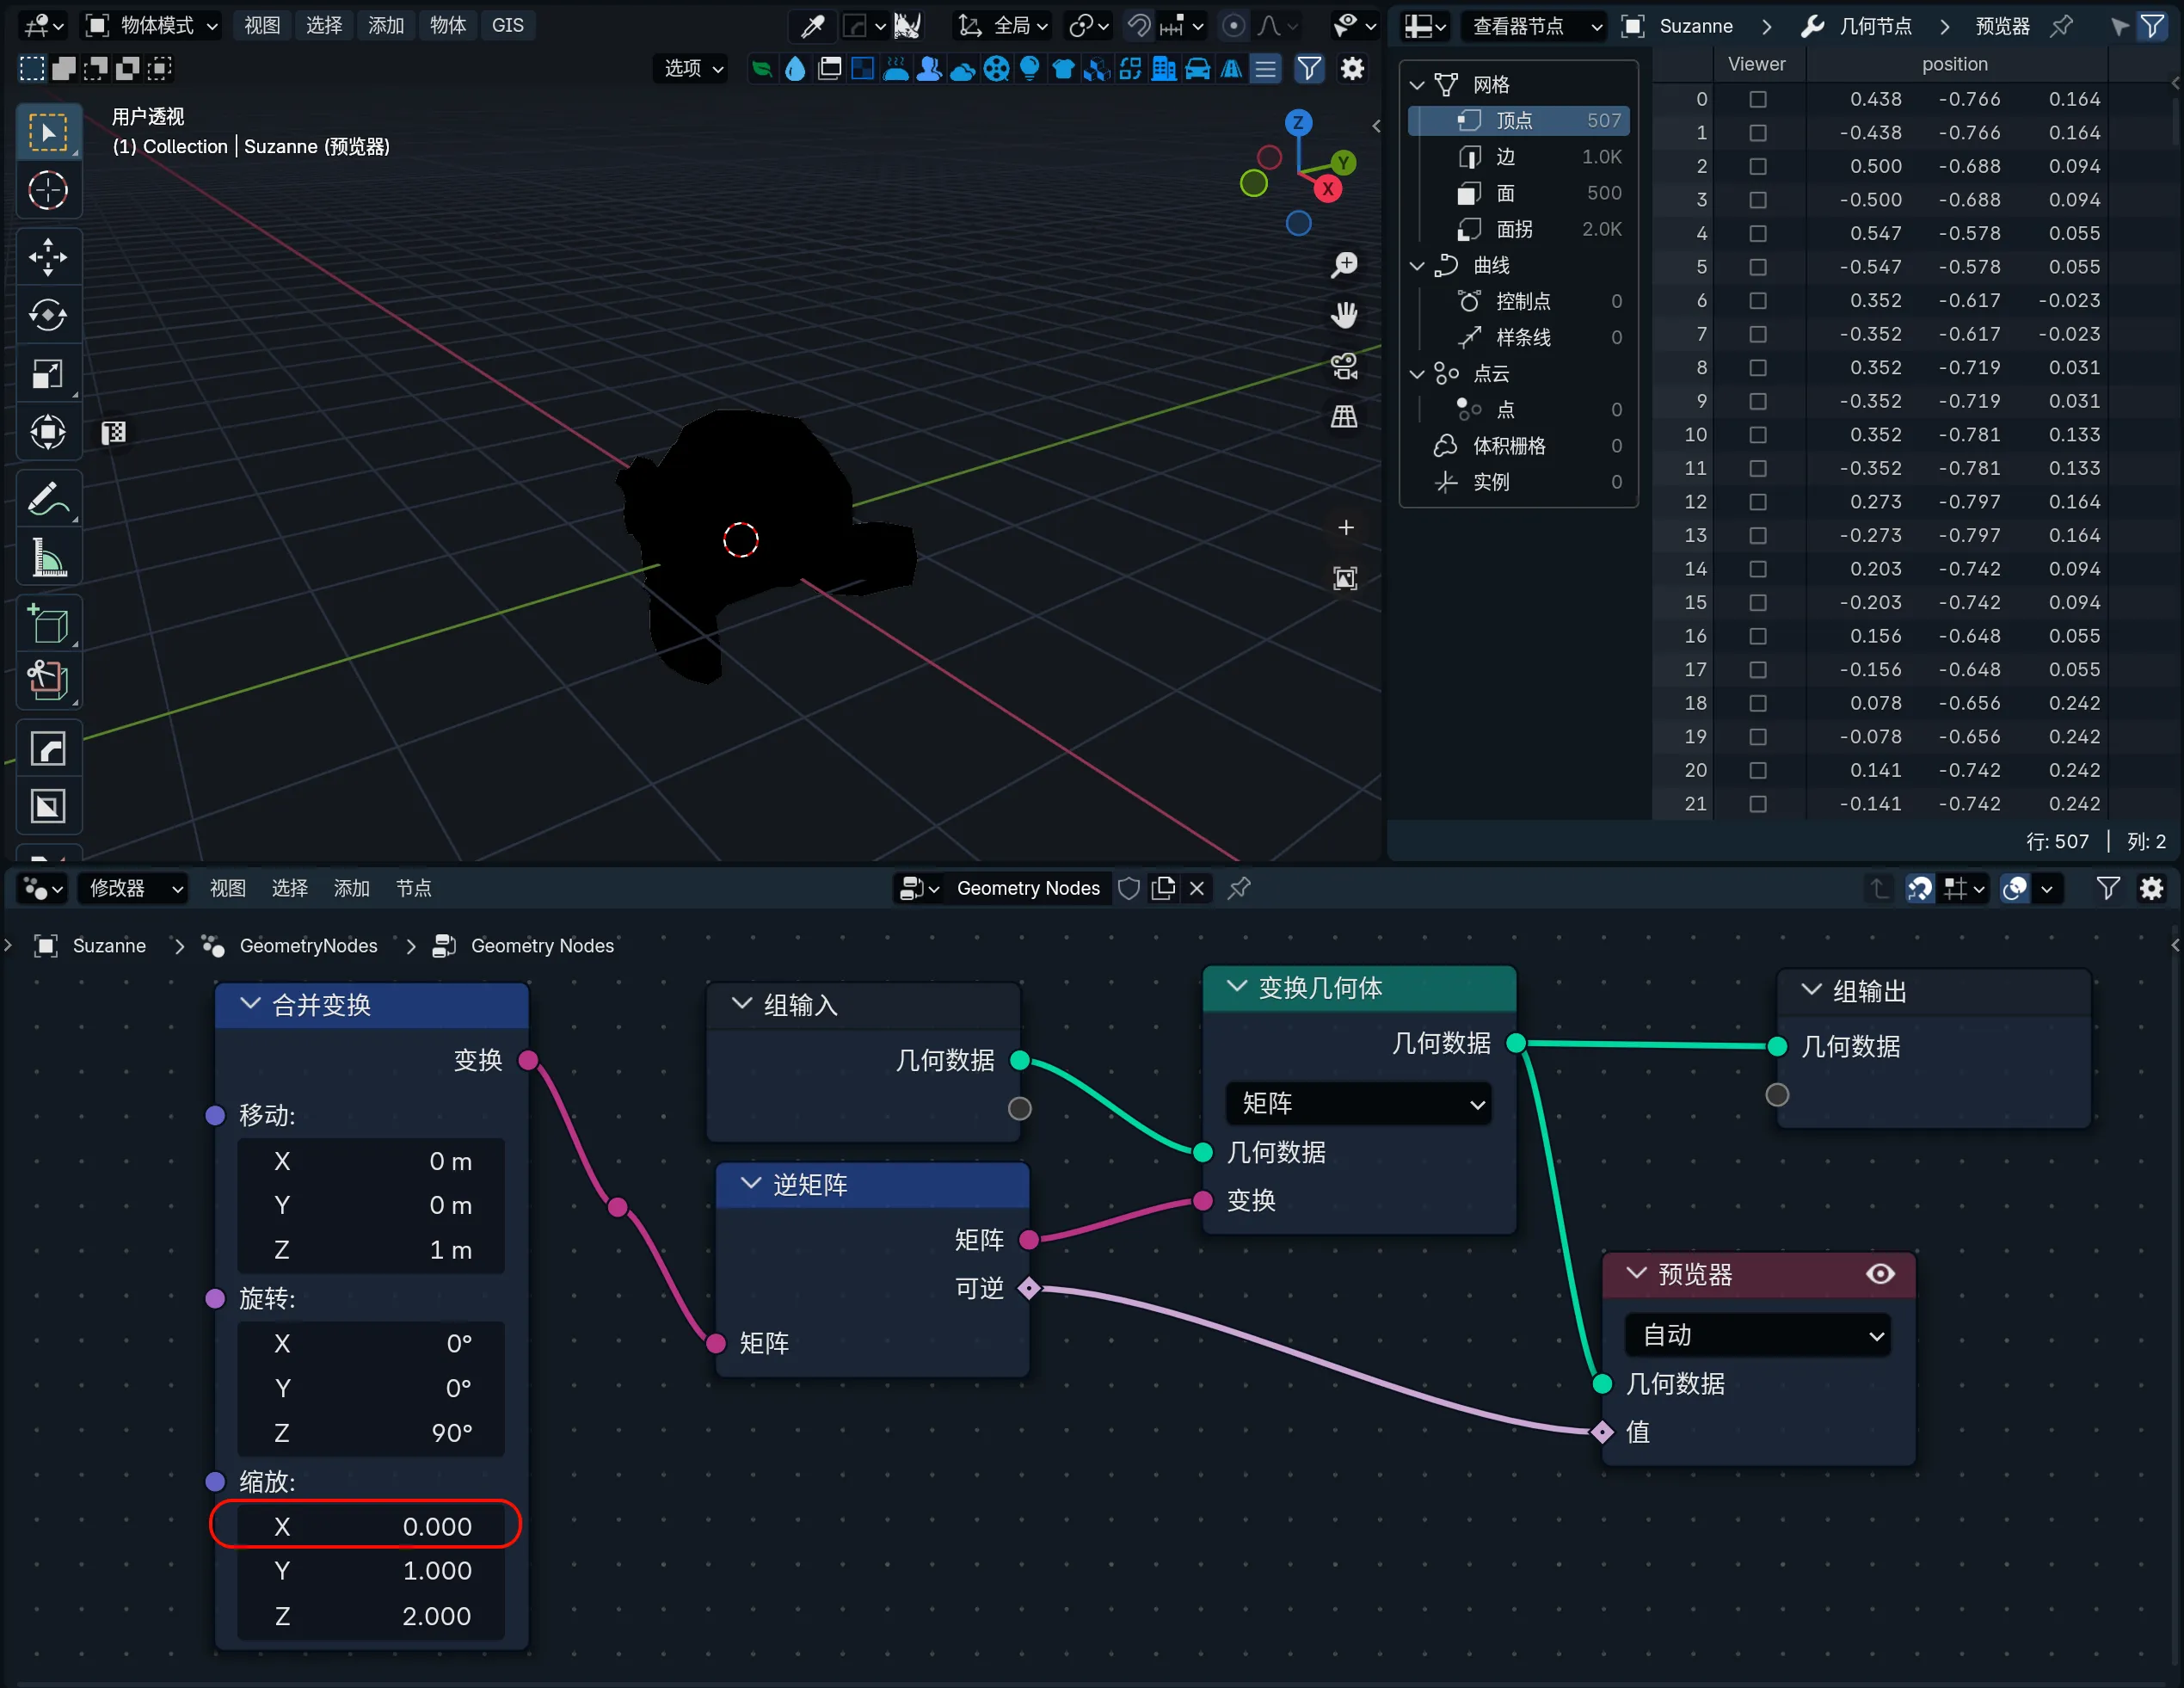 物体模式 视图 选择 添加 物体 GIS 全局
选项
用户透视
(1) Collection | Suzanne (预览器)
Z
Y
X
查看器节点 Suzanne 几何节点 预览器
网格
顶点 507
边 1.0K
面 500
面拐 2.0K
曲线
控制点 0
样条线 0
点云
点 0
体积栅格 0
实例 0
Viewer position
0 0.438 -0.766 0.164
1 -0.438 -0.766 0.164
2 0.500 -0.688 0.094
3 -0.500 -0.688 0.094
4 0.547 -0.578 0.055
5 -0.547 -0.578 0.055
6 0.352 -0.617 -0.023
7 -0.352 -0.617 -0.023
8 0.352 -0.719 0.031
9 -0.352 -0.719 0.031
10 0.352 -0.781 0.133
11 -0.352 -0.781 0.133
12 0.273 -0.797 0.164
13 -0.273 -0.797 0.164
14 0.203 -0.742 0.094
15 -0.203 -0.742 0.094
16 0.156 -0.648 0.055
17 -0.156 -0.648 0.055
18 0.078 -0.656 0.242
19 -0.078 -0.656 0.242
20 0.141 -0.742 0.242
21 -0.141 -0.742 0.242
行: 507 | 列: 2
修改器 视图 选择 添加 节点 Geometry Nodes
Suzanne GeometryNodes Geometry Nodes
合并变换
变换
移动:
X 0 m
Y 0 m
Z 1 m
旋转:
X 0°
Y 0°
Z 90°
缩放:
X 0.000
Y 1.000
Z 2.000
组输入
几何数据
逆矩阵
矩阵
可逆
矩阵
变换几何体
几何数据
矩阵
几何数据
变换
组输出
几何数据
预览器
自动
几何数据
值